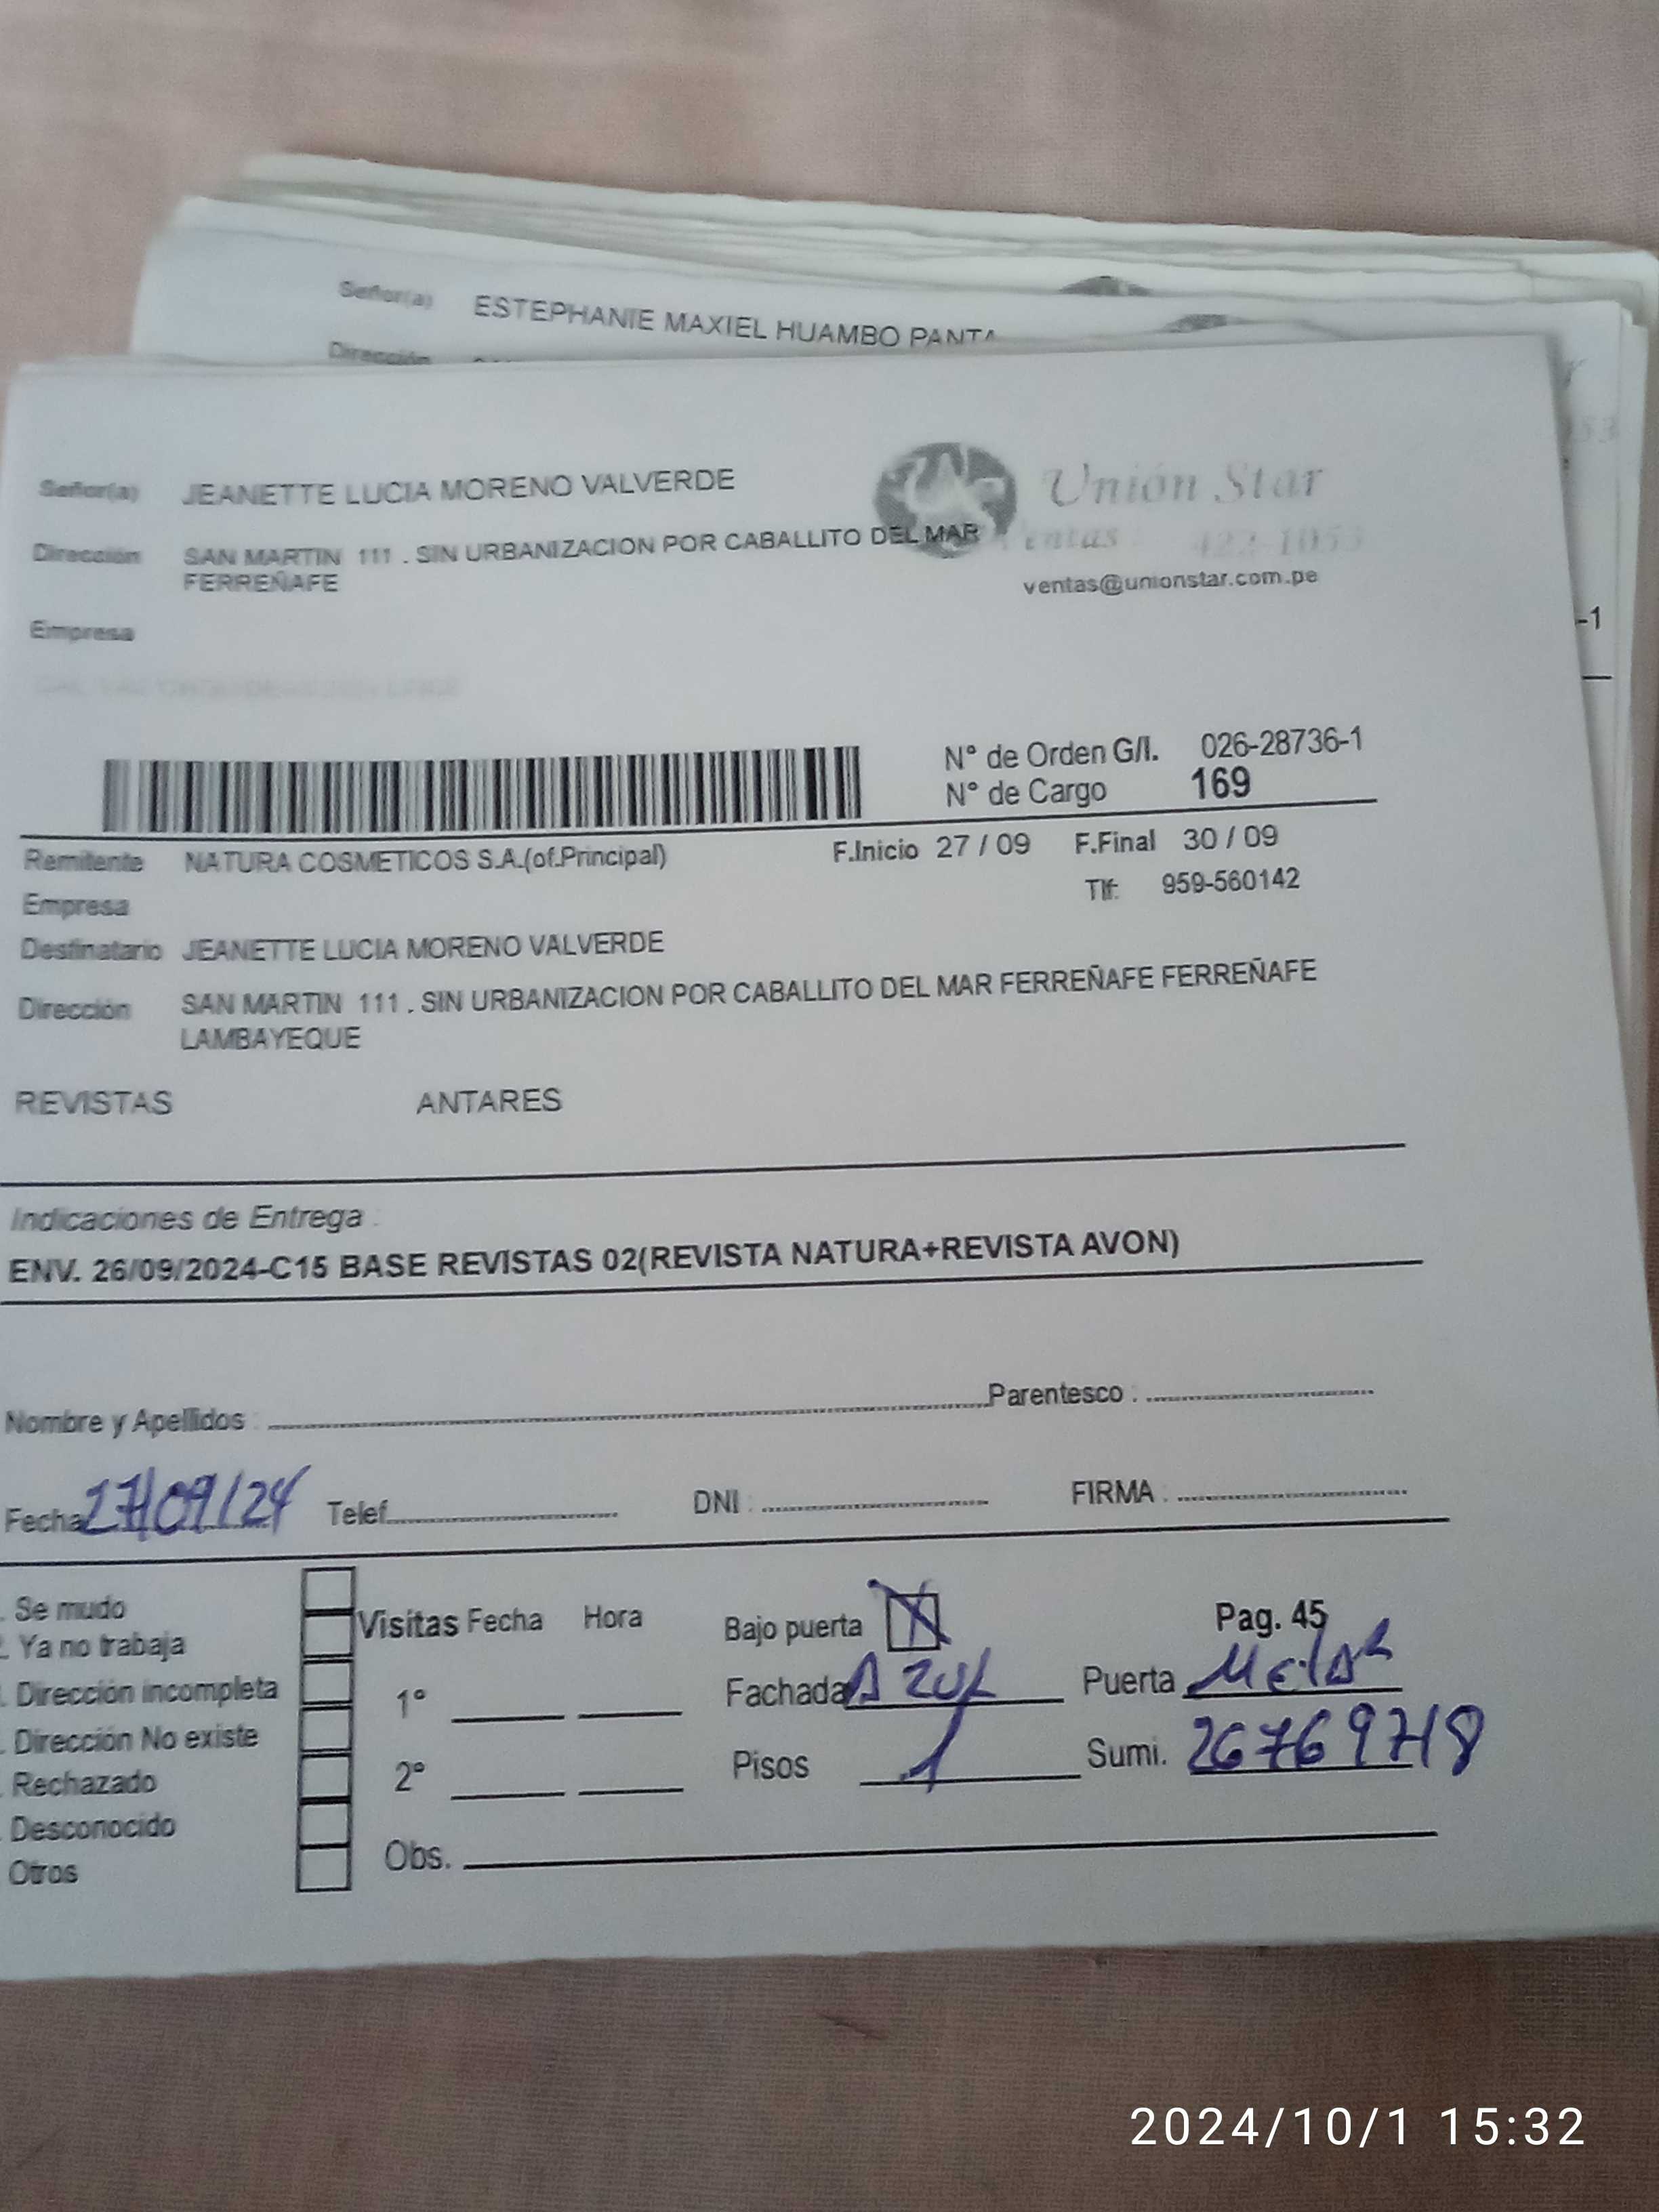 Señor(a) ESTEPHANIE MAXIEL HUAMBO PANTA
Dirección
Señor(a) JEANETTE LUCIA MORENO VALVERDE
Unión Star
Dirección SAN MARTIN 111 . SIN URBANIZACION POR CABALLITO DEL MAR
FERREÑAFE
Ventas : 422-1053
ventas@unionstar.com.pe
Empresa
-1
N° de Orden G/I. 026-28736-1
N° de Cargo 169
Remitente NATURA COSMETICOS S.A.(of.Principal) F.Inicio 27 / 09 F.Final 30 / 09
Empresa Tlf: 959-560142
Destinatario JEANETTE LUCIA MORENO VALVERDE
Dirección SAN MARTIN 111 . SIN URBANIZACION POR CABALLITO DEL MAR FERREÑAFE FERREÑAFE
LAMBAYEQUE
REVISTAS ANTARES
Indicaciones de Entrega :
ENV. 26/09/2024-C15 BASE REVISTAS 02(REVISTA NATURA+REVISTA AVON)
Nombre y Apellidos : Parentesco :
Fecha 27/09/24 Telef. DNI : FIRMA :
. Se mudo
. Ya no trabaja
. Dirección incompleta
. Dirección No existe
. Rechazado
. Desconocido
Otros
Visitas Fecha Hora
1°
2°
Obs.
Bajo puerta X Pag. 45
Fachada AZUL Puerta Metal
Pisos 1 Sumi. 26769718
2024/10/1 15:32